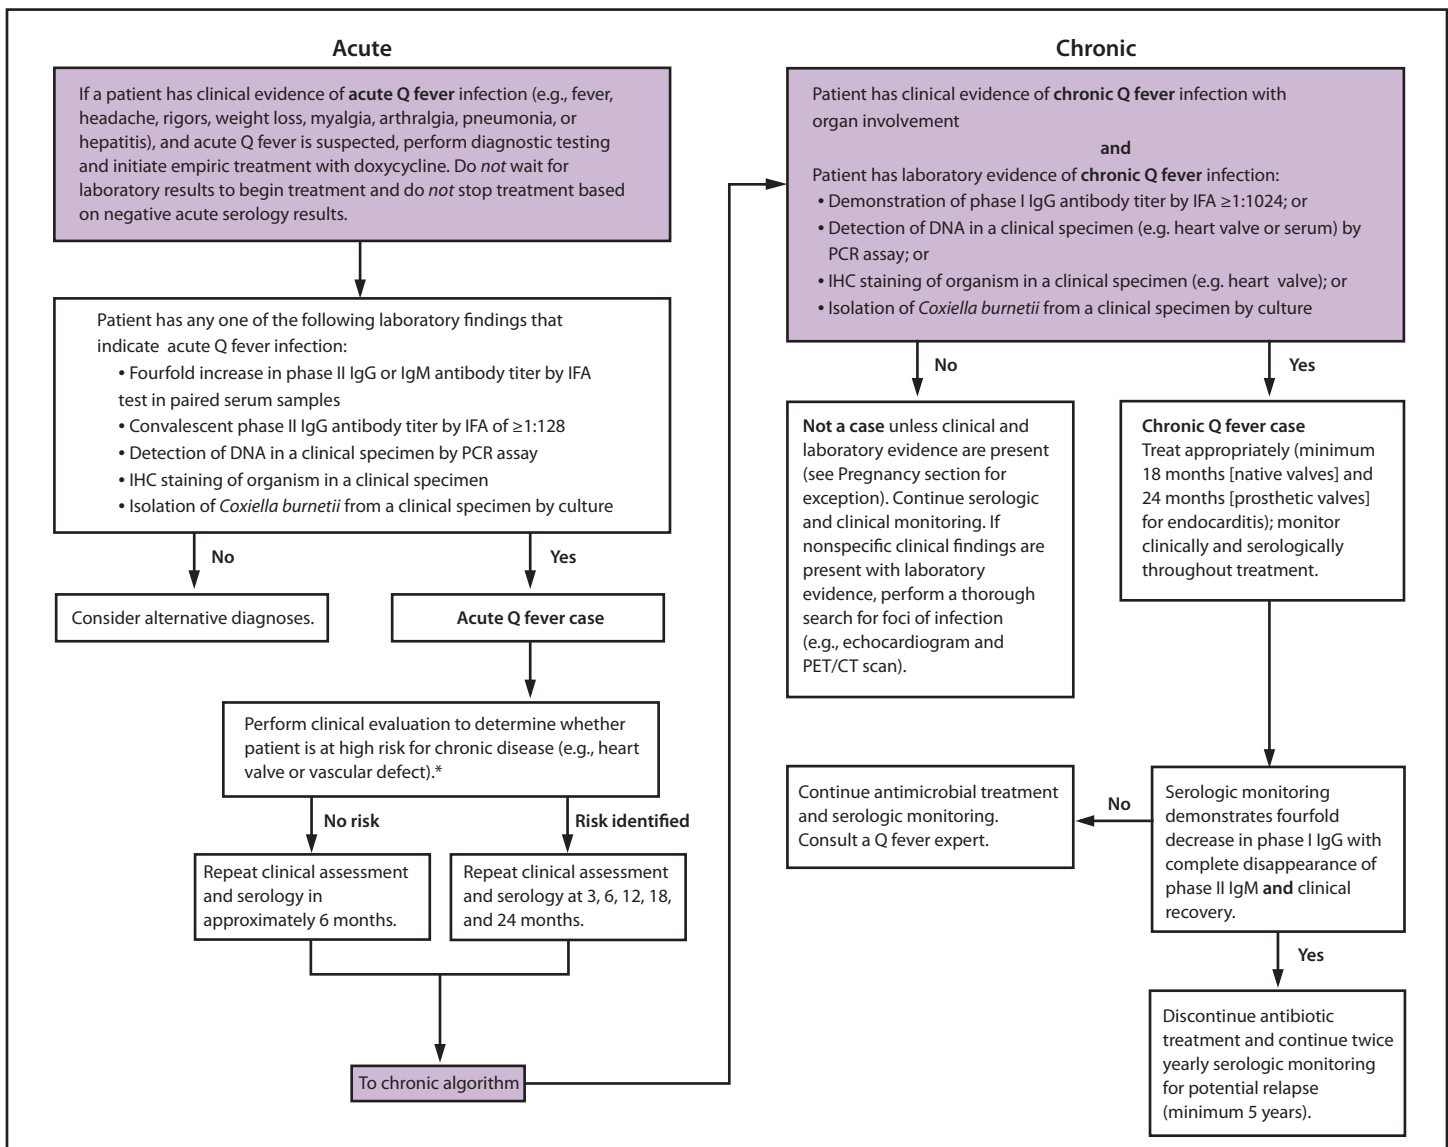 Acute
If a patient has clinical evidence of acute Q fever infection (e.g., fever,
headache, rigors, weight loss, myalgia, arthralgia, pneumonia, or
hepatitis), and acute Q fever is suspected, perform diagnostic testing
and initiate empiric treatment with doxycycline. Do not wait for
laboratory results to begin treatment and do not stop treatment based
on negative acute serology results.
Patient has any one of the following laboratory findings that
indicate acute Q fever infection:
• Fourfold increase in phase II IgG or IgM antibody titer by IFA
test in paired serum samples
• Convalescent phase II IgG antibody titer by IFA of ≥1:128
• Detection of DNA in a clinical specimen by PCR assay
• IHC staining of organism in a clinical specimen
• Isolation of Coxiella burnetii from a clinical specimen by culture
No
Yes
Consider alternative diagnoses.
Acute Q fever case
Perform clinical evaluation to determine whether
patient is at high risk for chronic disease (e.g., heart
valve or vascular defect).*
No risk
Risk identified
Repeat clinical assessment
and serology in
approximately 6 months.
Repeat clinical assessment
and serology at 3, 6, 12, 18,
and 24 months.
To chronic algorithm
Chronic
Patient has clinical evidence of chronic Q fever infection with
organ involvement
and
Patient has laboratory evidence of chronic Q fever infection:
• Demonstration of phase I IgG antibody titer by IFA ≥1:1024; or
• Detection of DNA in a clinical specimen (e.g. heart valve or serum) by
PCR assay; or
• IHC staining of organism in a clinical specimen (e.g. heart valve); or
• Isolation of Coxiella burnetii from a clinical specimen by culture
No
Yes
Not a case unless clinical and
laboratory evidence are present
(see Pregnancy section for
exception). Continue serologic
and clinical monitoring. If
nonspecific clinical findings are
present with laboratory
evidence, perform a thorough
search for foci of infection
(e.g., echocardiogram and
PET/CT scan).
Chronic Q fever case
Treat appropriately (minimum
18 months [native valves] and
24 months [prosthetic valves]
for endocarditis); monitor
clinically and serologically
throughout treatment.
Serologic monitoring
demonstrates fourfold
decrease in phase I IgG with
complete disappearance of
phase II IgM and clinical
recovery.
No
Continue antimicrobial treatment
and serologic monitoring.
Consult a Q fever expert.
Yes
Discontinue antibiotic
treatment and continue twice
yearly serologic monitoring
for potential relapse
(minimum 5 years).